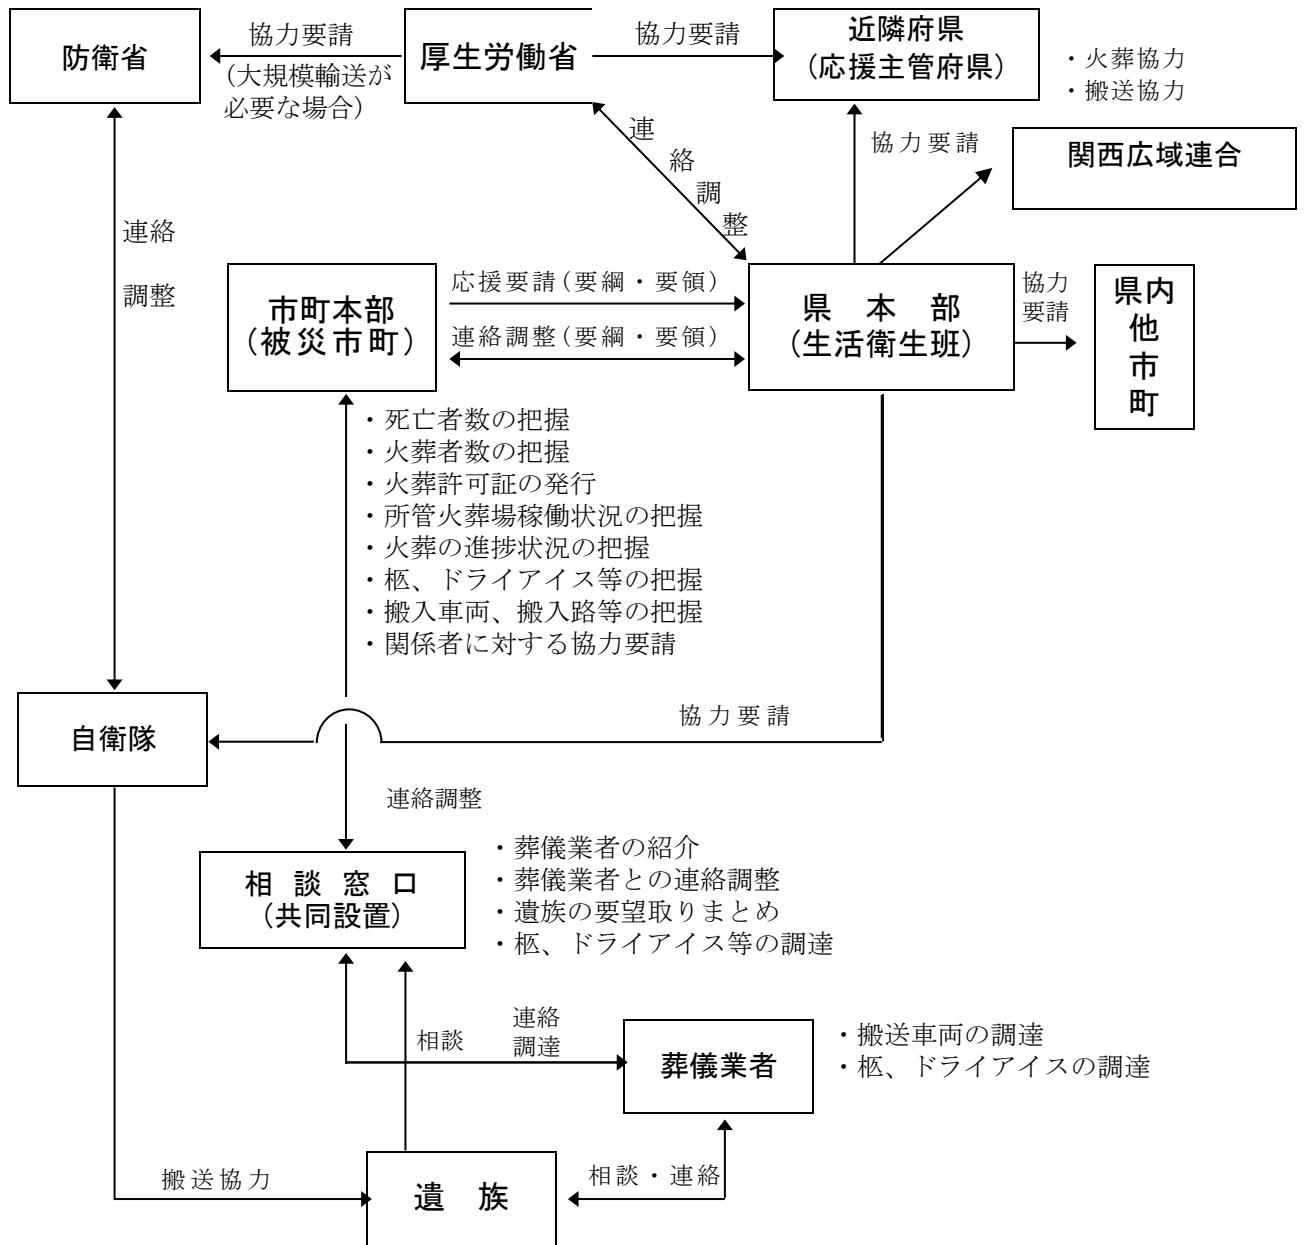 防衛省
協力要請
(大規模輸送が
必要な場合)
厚生労働省
協力要請
近隣府県
(応援主管府県)
・火葬協力
・搬送協力
連絡調整
協力要請
関西広域連合
連絡
調整
市町本部
(被災市町)
応援要請(要綱・要領)
連絡調整(要綱・要領)
県 本 部
(生活衛生班)
協力
要請
県内
他
市
町
・死亡者数の把握
・火葬者数の把握
・火葬許可証の発行
・所管火葬場稼働状況の把握
・火葬の進捗状況の把握
・柩、ドライアイス等の把握
・搬入車両、搬入路等の把握
・関係者に対する協力要請
自衛隊
協力要請
連絡調整
相 談 窓 口
(共同設置)
・葬儀業者の紹介
・葬儀業者との連絡調整
・遺族の要望取りまとめ
・柩、ドライアイス等の調達
相談
連絡
調達
葬儀業者
・搬送車両の調達
・柩、ドライアイスの調達
搬送協力
遺 族
相談・連絡